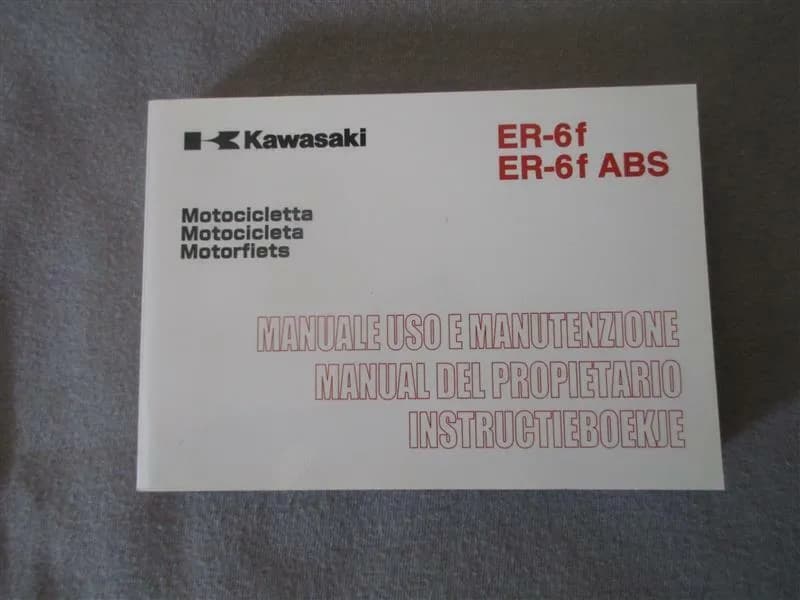 Kawasaki
ER-6f
ER-6f ABS
Motocicletta
Motocicleta
Motorfiets
MANUALE USO E MANUTENZIONE
MANUAL DEL PROPIETARIO
INSTRUCTIEBOEKJE